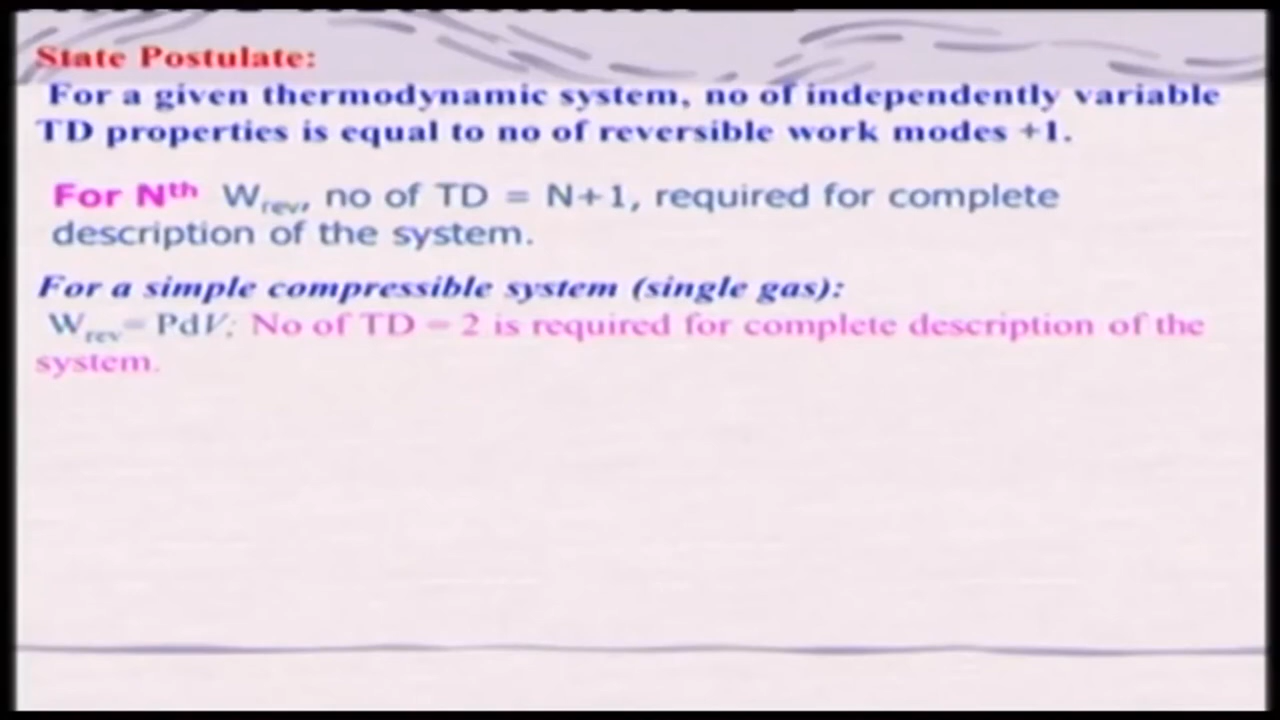 State Postulate:
For a given thermodynamic system, no of independently variable
TD properties is equal to no of reversible work modes +1.
For Nth Wrev, no of TD = N+1, required for complete
description of the system.
For a simple compressible system (single gas):
Wrev= PdV; No of TD = 2 is required for complete description of the
system.